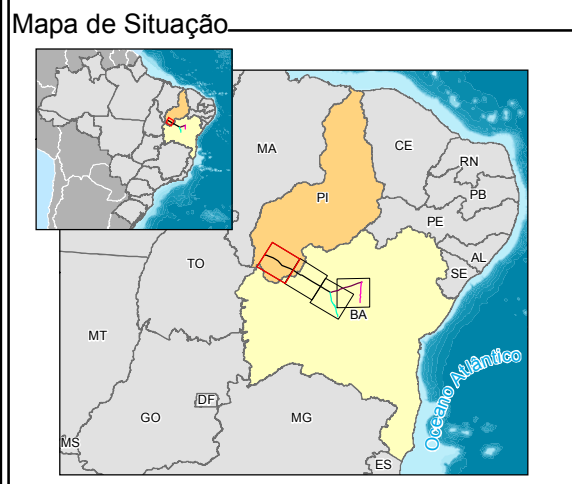 Mapa de Situação
MA
CE
RN
PB
PI
PE
AL
SE
TO
BA
MT
DF
GO
MG
MS
ES
Oceano Atlântico